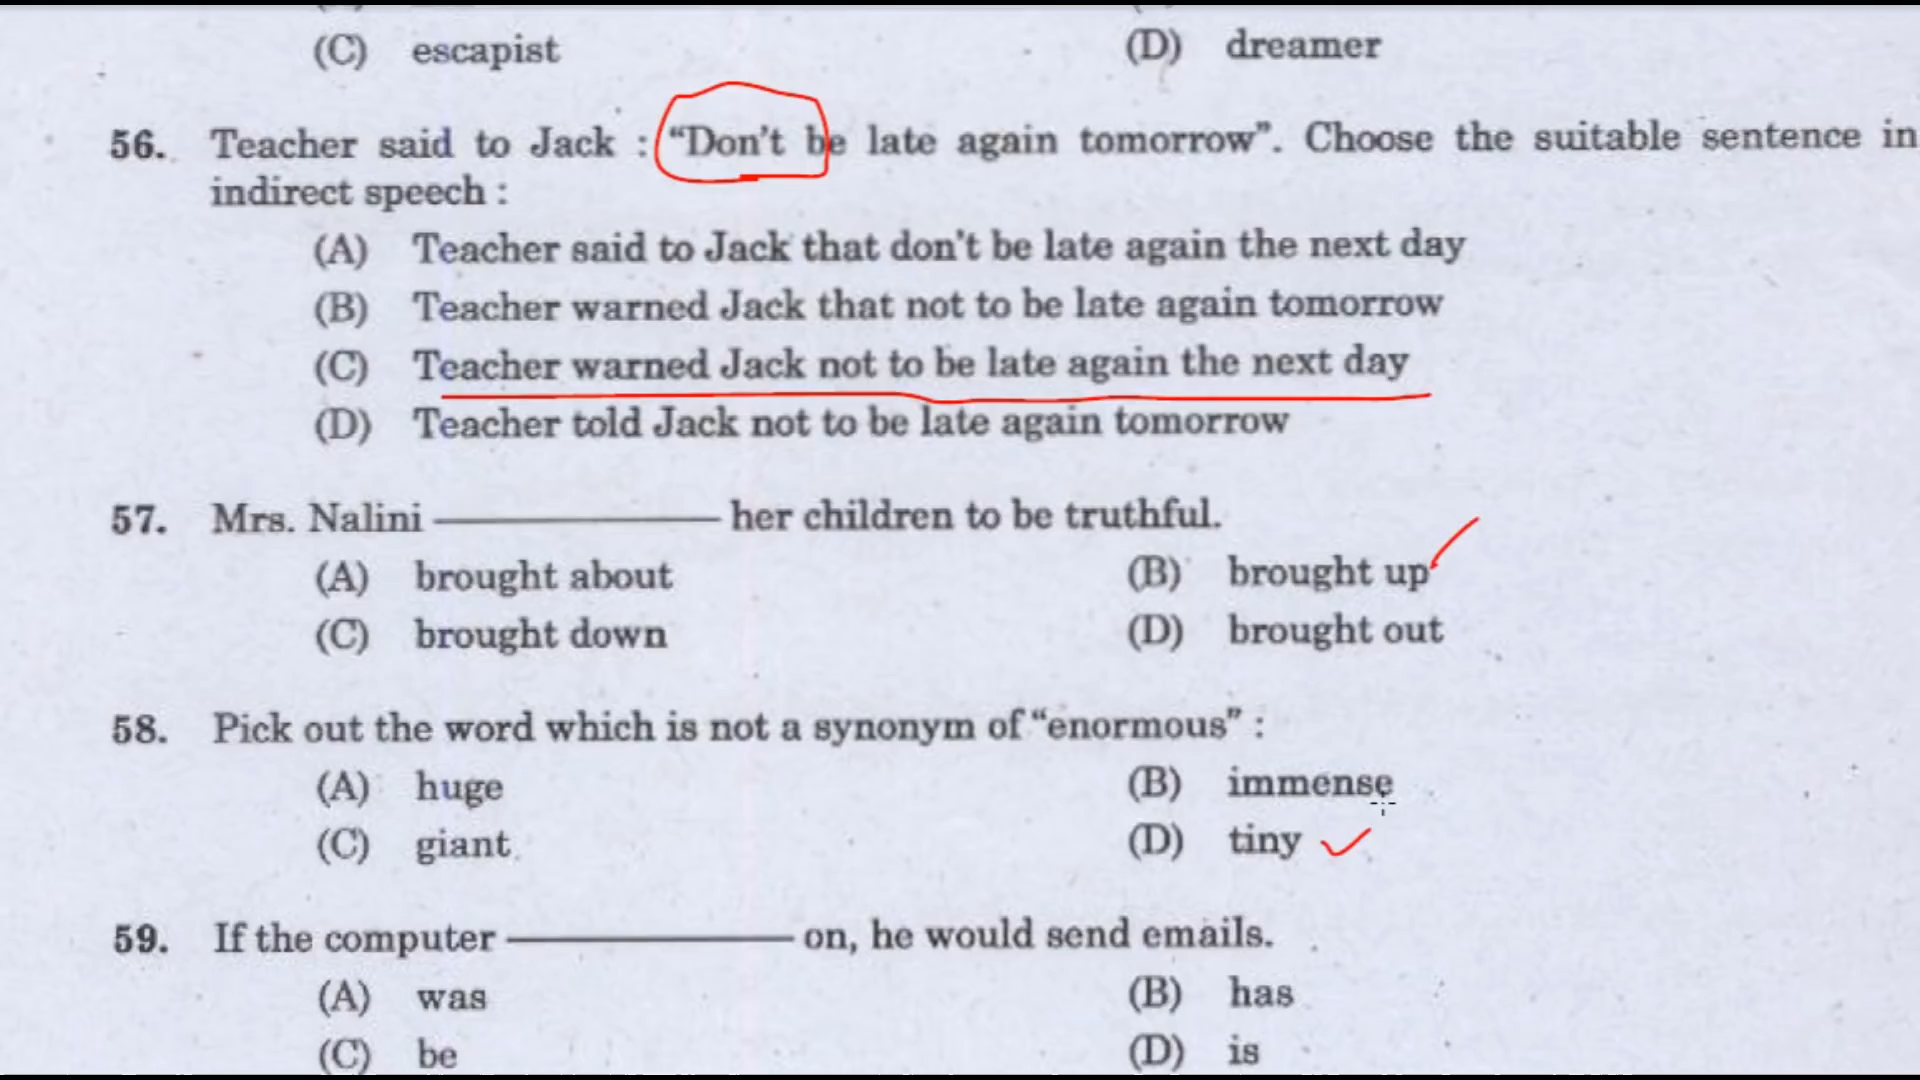 (C) escapist (D) dreamer
56. Teacher said to Jack : "Don't be late again tomorrow". Choose the suitable sentence in
indirect speech :
(A) Teacher said to Jack that don't be late again the next day
(B) Teacher warned Jack that not to be late again tomorrow
(C) Teacher warned Jack not to be late again the next day
(D) Teacher told Jack not to be late again tomorrow
57. Mrs. Nalini ———— her children to be truthful.
(A) brought about (B) brought up
(C) brought down (D) brought out
58. Pick out the word which is not a synonym of "enormous" :
(A) huge (B) immense
(C) giant (D) tiny
59. If the computer ———— on, he would send emails.
(A) was (B) has
(C) be (D) is